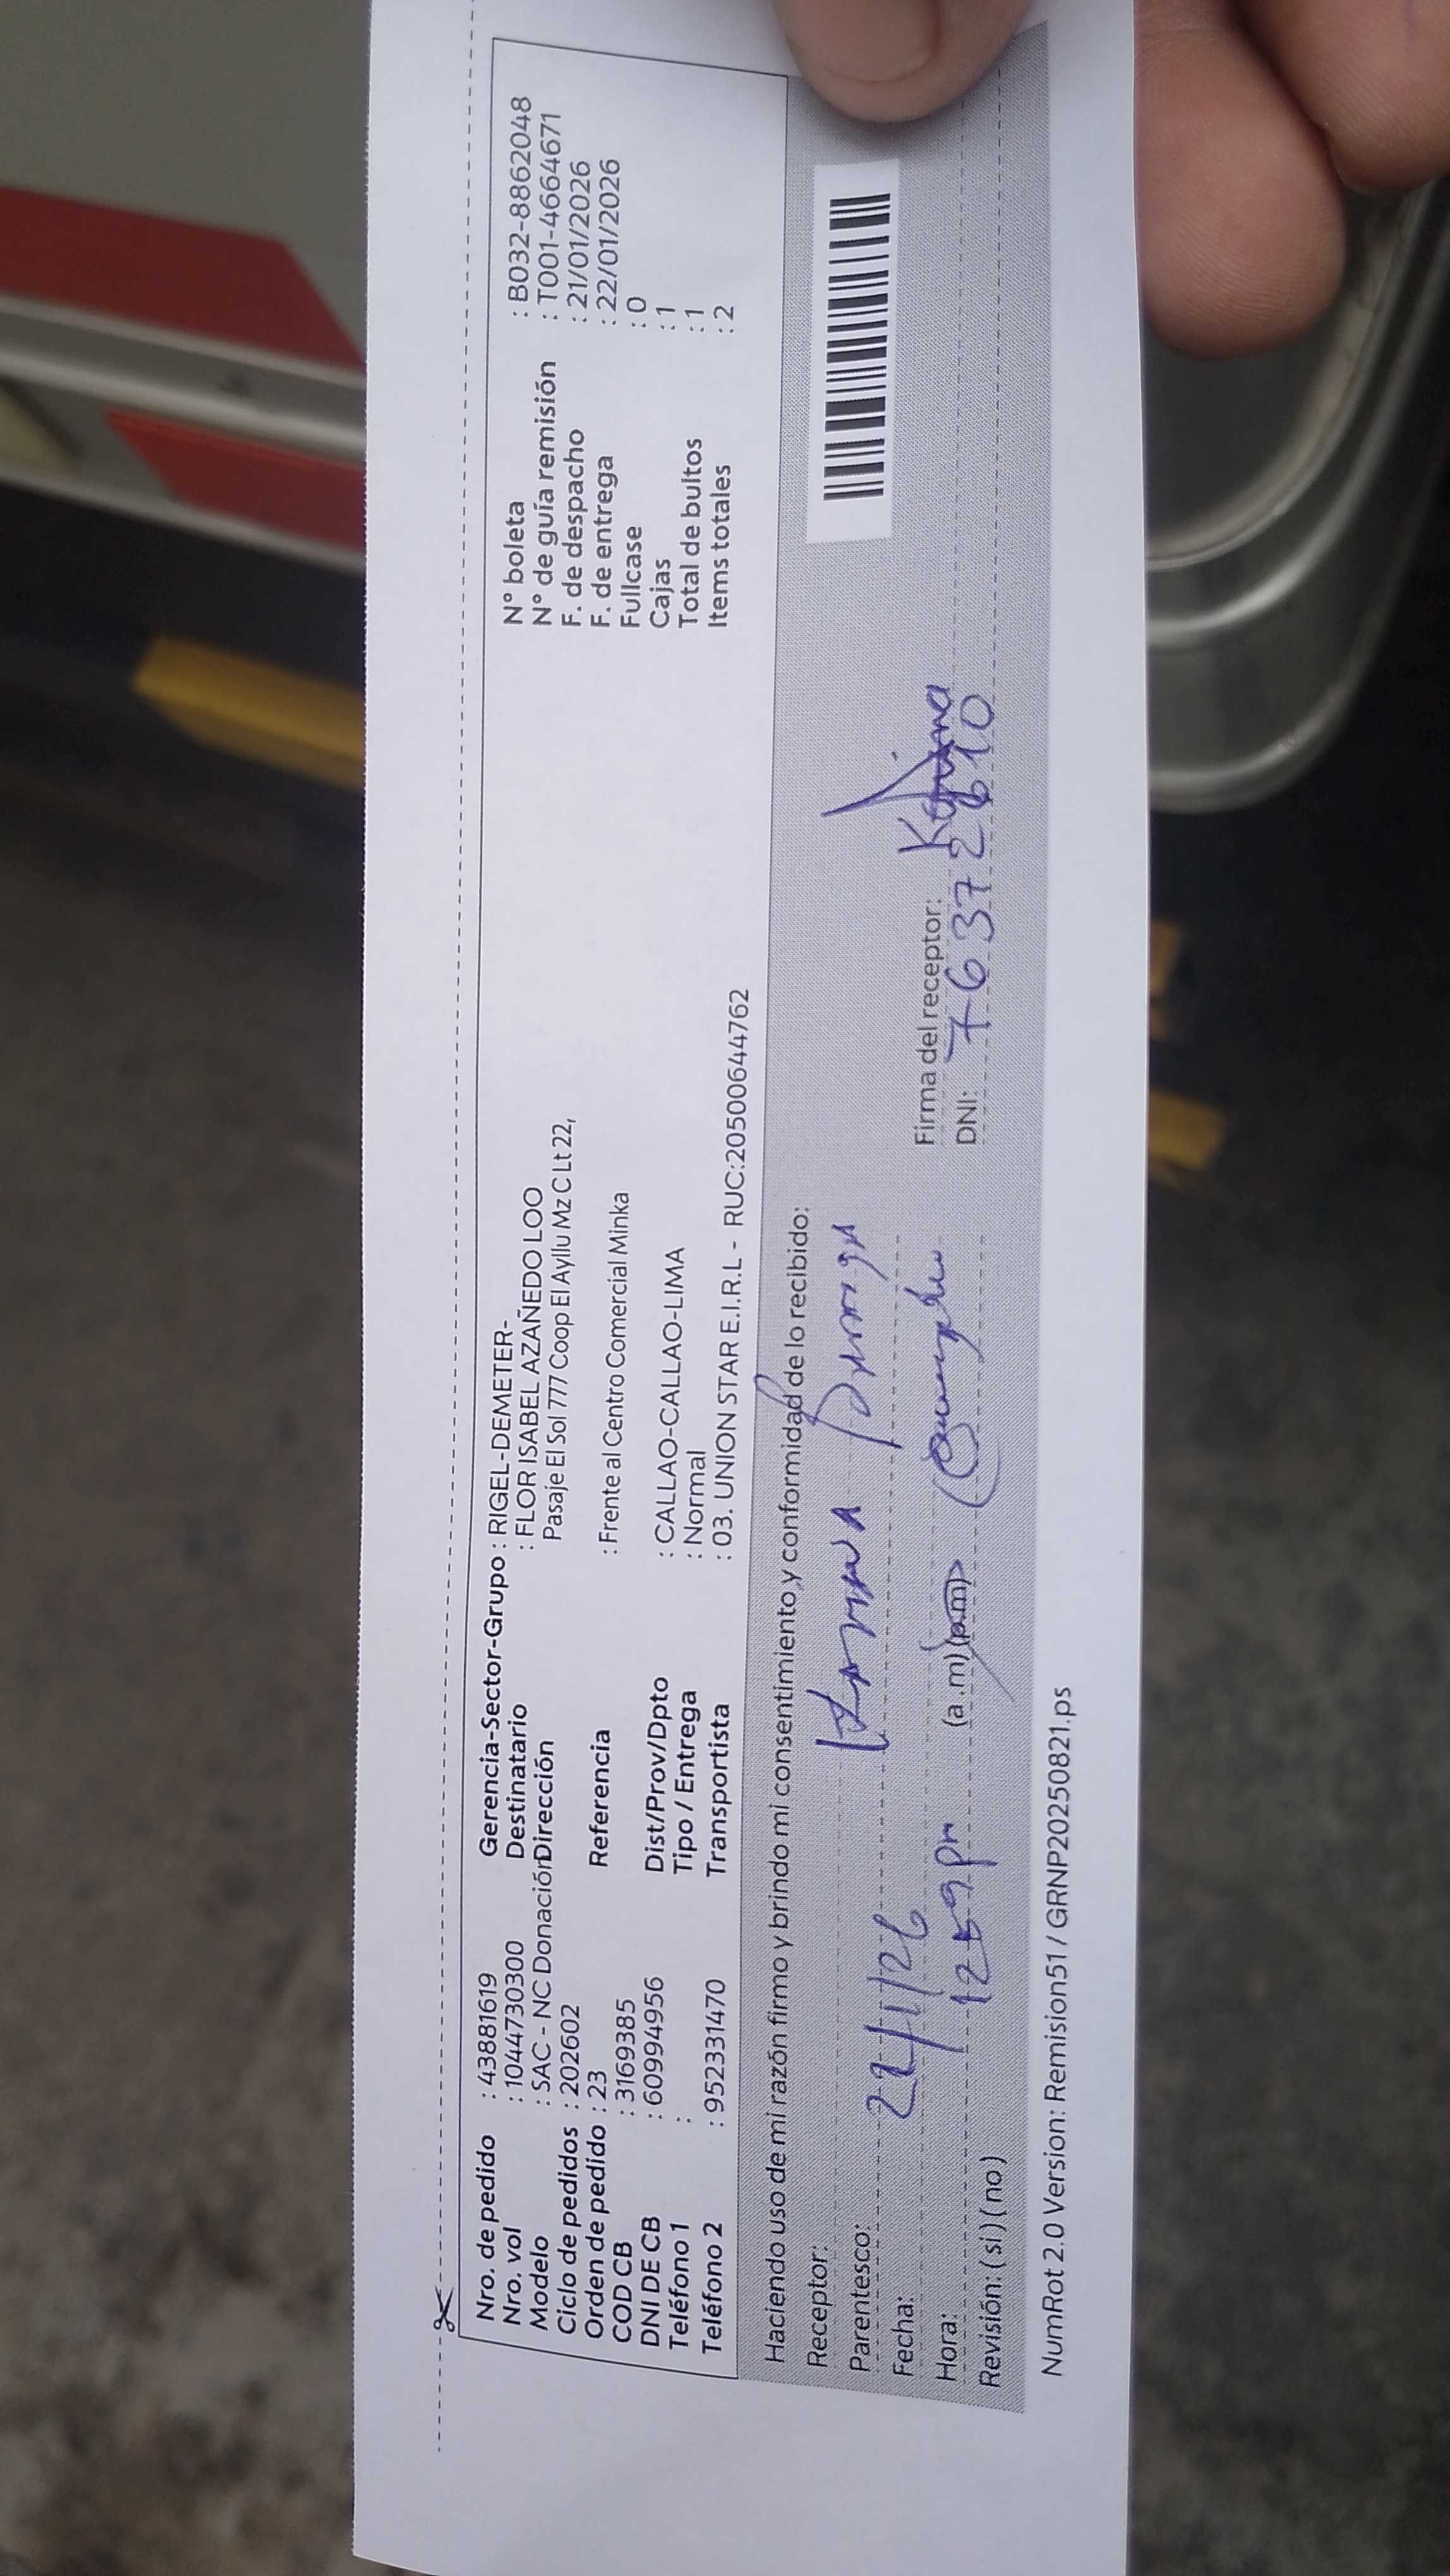 Nro. de pedido : 43881619 Gerencia-Sector-Grupo : RIGEL-DEMETER- N° boleta : B032-8862048
Nro. vol : 1044730300 Destinatario : FLOR ISABEL AZAÑEDO LOO N° de guía remisión : T001-4664671
Modelo : SAC - NC Donación Dirección Pasaje El Sol 777 Coop El Ayllu Mz C Lt 22, F. de despacho : 21/01/2026
Ciclo de pedidos : 202602 F. de entrega : 22/01/2026
Orden de pedido : 23 Referencia : Frente al Centro Comercial Minka Fullcase : 0
COD CB : 3169385 Cajas : 1
DNI DE CB : 60994956 Dist/Prov/Dpto : CALLAO-CALLAO-LIMA Total de bultos : 1
Teléfono 1 : Tipo / Entrega : Normal Items totales : 2
Teléfono 2 : 952331470 Transportista : 03. UNION STAR E.I.R.L - RUC:20500644762
Haciendo uso de mi razón firmo y brindo mi consentimiento y conformidad de lo recibido:
Receptor:
Parentesco:
Fecha: 22/1/26 Firma del receptor:
Hora: 12 59 pm (a.m) (p.m) DNI: 76372610
Revisión: ( si ) ( no )
NumRot 2.0 Version: Remision51 / GRNP20250821.ps